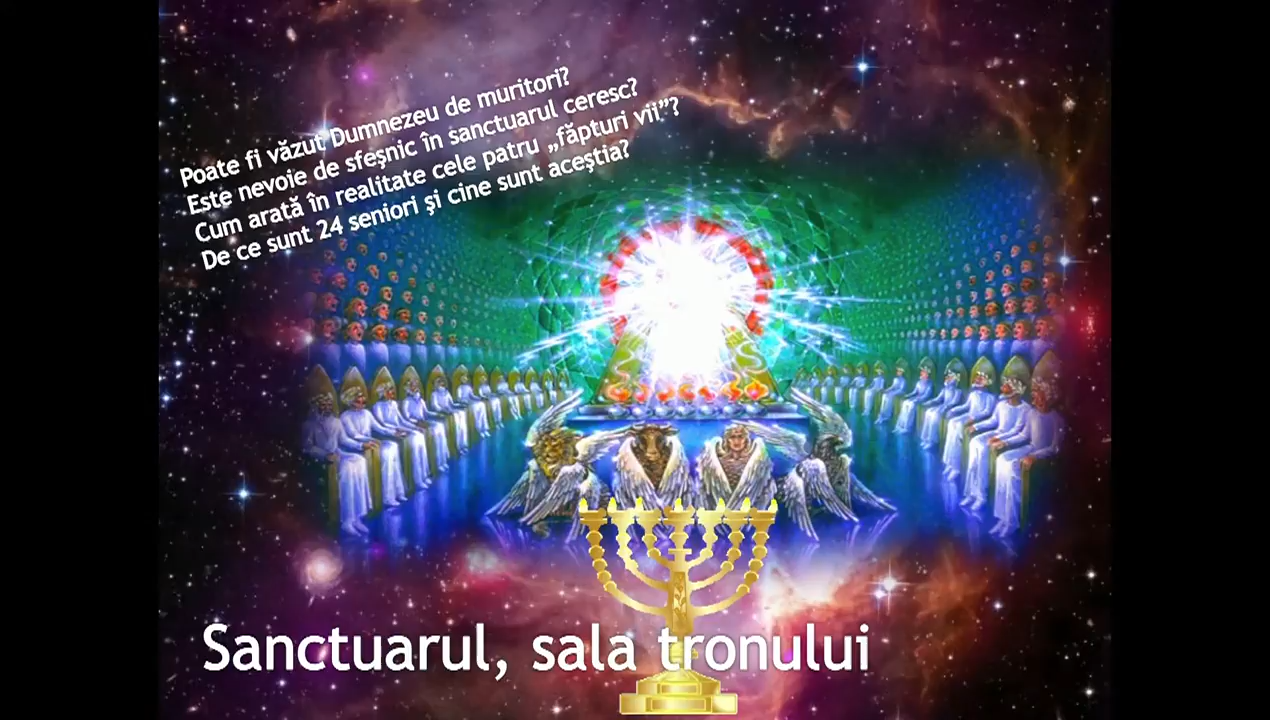 Poate fi văzut Dumnezeu de muritori?
Este nevoie de sfeşnic în sanctuarul ceresc?
Cum arată în realitate cele patru „făpturi vii”?
De ce sunt 24 seniori şi cine sunt aceştia?
Sanctuarul, sala tronului